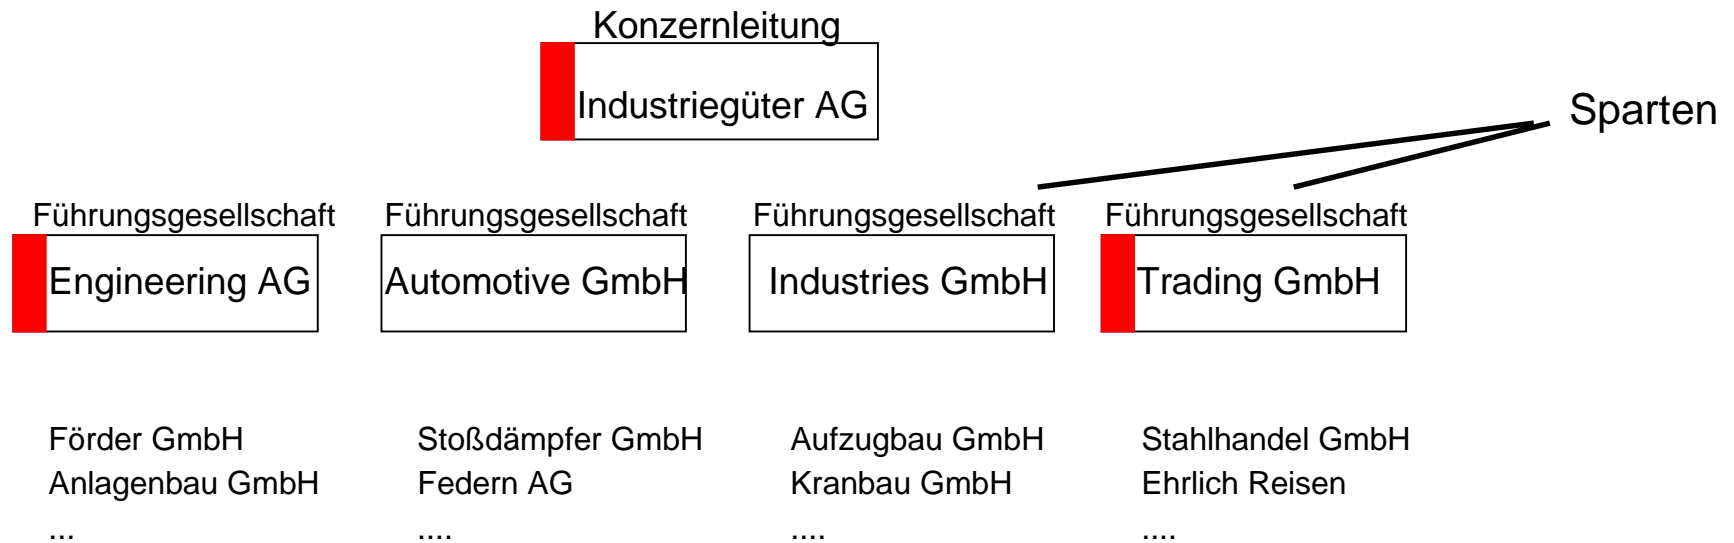 Konzernleitung
Industriegüter AG
Sparten
Führungsgesellschaft Führungsgesellschaft Führungsgesellschaft Führungsgesellschaft
Engineering AG Automotive GmbH Industries GmbH Trading GmbH
Förder GmbH Stoßdämpfer GmbH Aufzugbau GmbH Stahlhandel GmbH
Anlagenbau GmbH Federn AG Kranbau GmbH Ehrlich Reisen
... .... .... ....